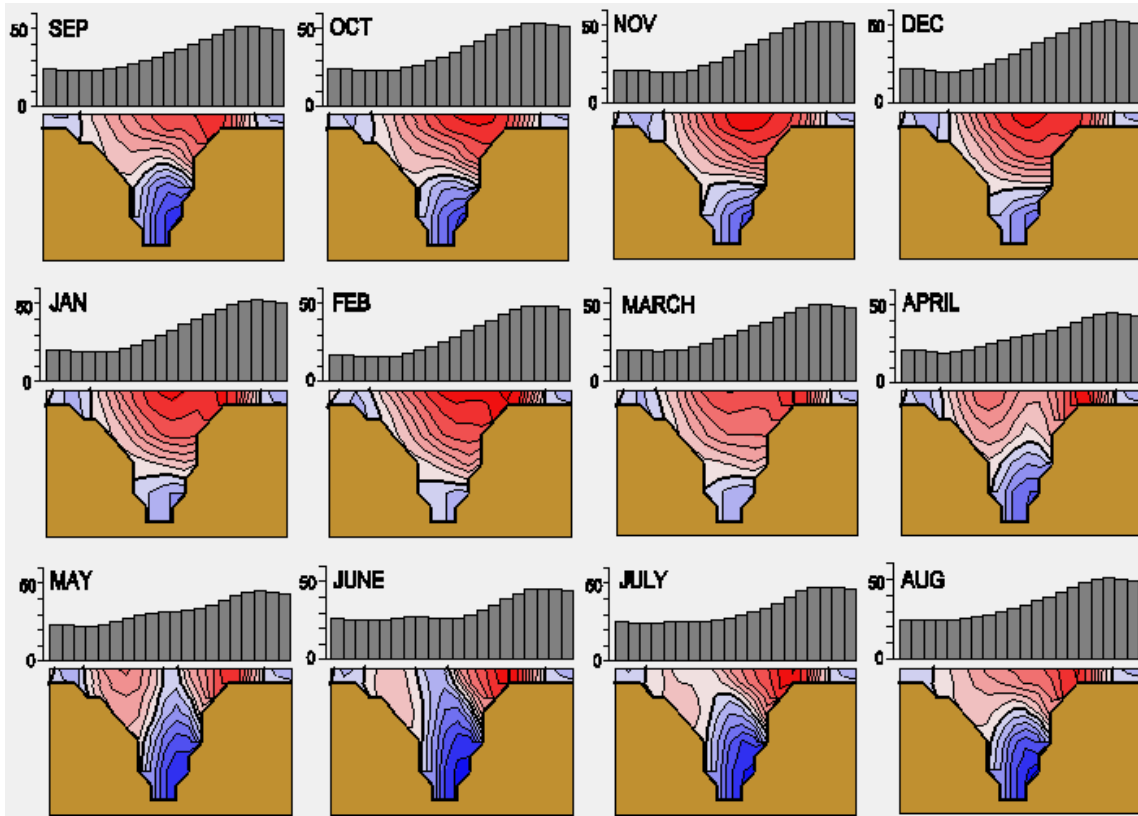 50 SEP
0
50 OCT
0
50 NOV
0
50 DEC
0
50 JAN
0
50 FEB
0
50 MARCH
0
50 APRIL
0
50 MAY
0
50 JUNE
0
50 JULY
0
50 AUG
0